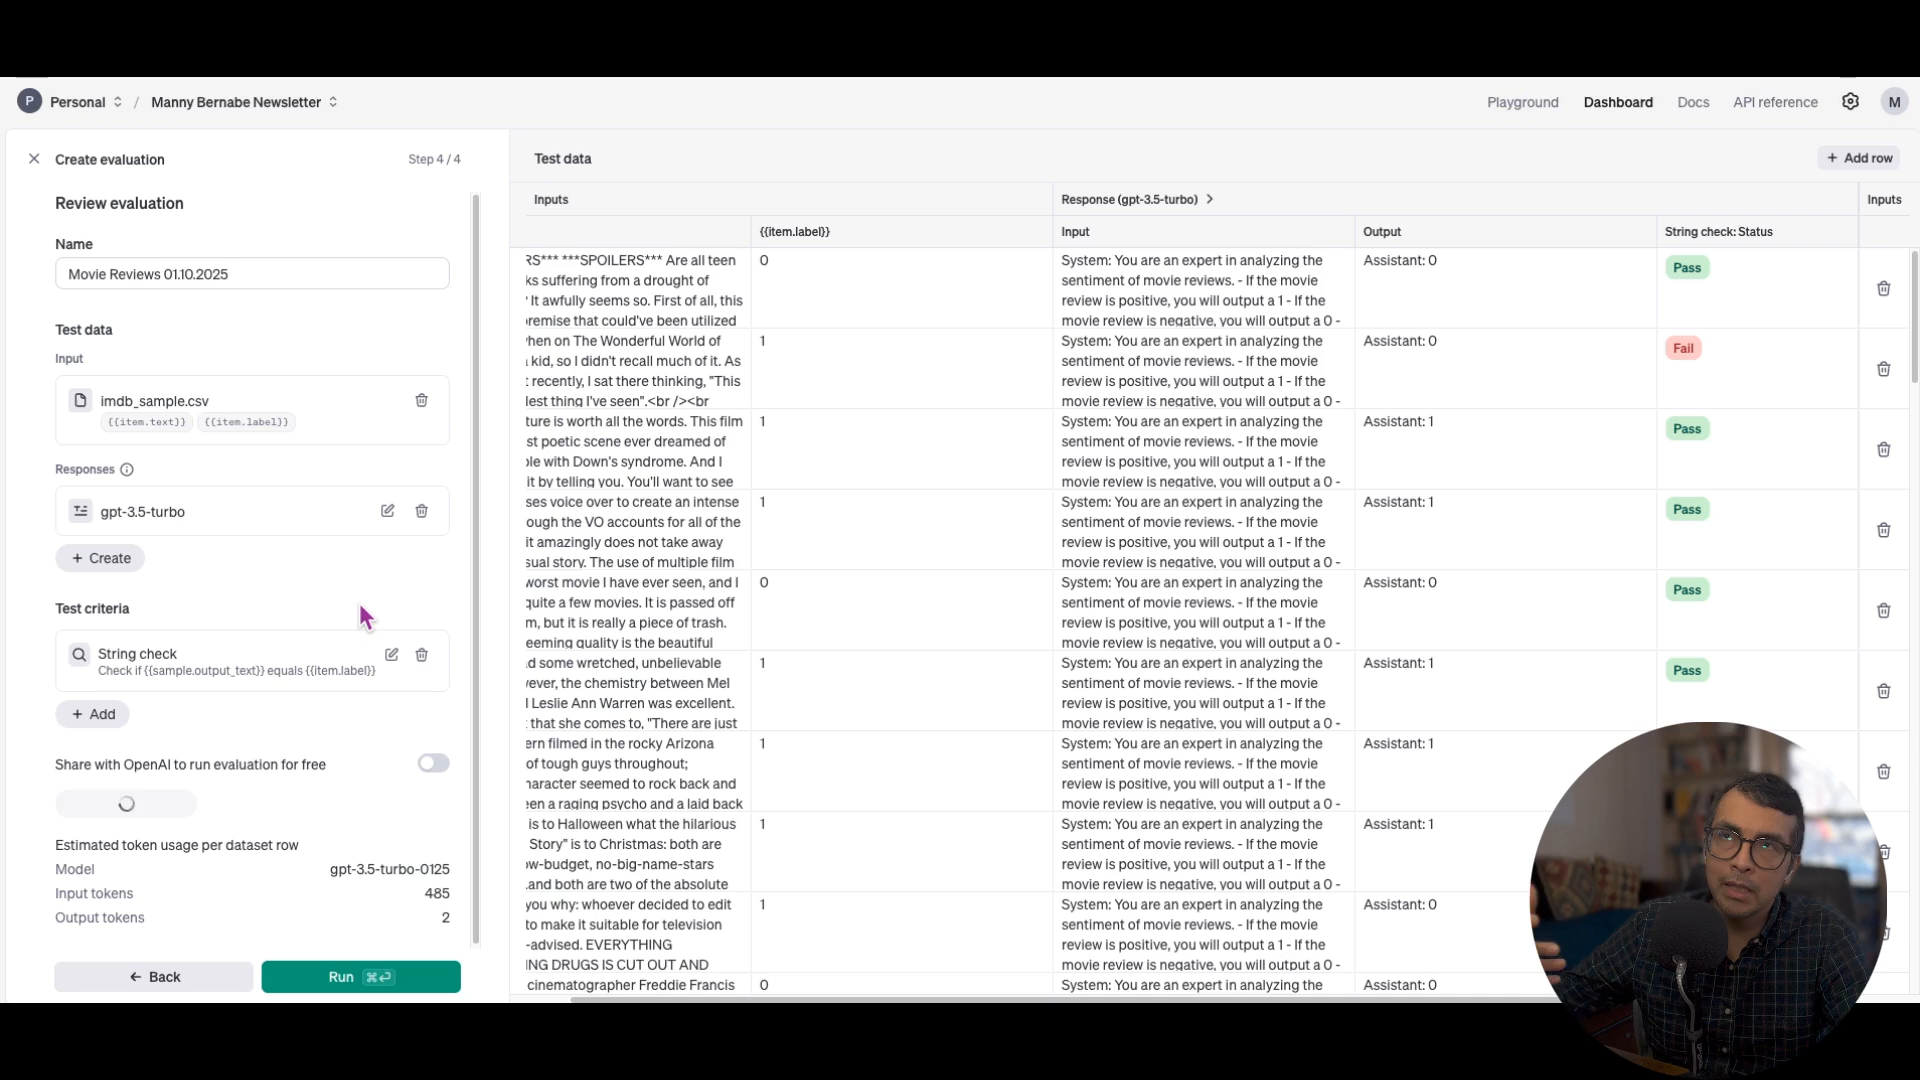 P Personal / Manny Bernabe Newsletter
Playground Dashboard Docs API reference M
Create evaluation Step 4 / 4
Review evaluation
Name
Movie Reviews 01.10.2025
Test data
Input
imdb_sample.csv
{{item.text}} {{item.label}}
Responses
gpt-3.5-turbo
+ Create
Test criteria
String check
Check if {{sample.output_text}} equals {{item.label}}
+ Add
Share with OpenAI to run evaluation for free
Estimated token usage per dataset row
Model gpt-3.5-turbo-0125
Input tokens 485
Output tokens 2
← Back
Run ⌘⏎
Test data
+ Add row
Inputs Response (gpt-3.5-turbo) > Inputs
{{item.label}} Input Output String check: Status
RS*** ***SPOILERS*** Are all teen
ks suffering from a drought of
' It awfully seems so. First of all, this
remise that could've been utilized
0
System: You are an expert in analyzing the
sentiment of movie reviews. - If the
movie review is positive, you will output a 1 - If the
movie review is negative, you will output a 0 -
Assistant: 0
Pass
hen on The Wonderful World of
kid, so I didn't recall much of it. As
t recently, I sat there thinking, "This
lest thing I've seen".<br /><br
1
System: You are an expert in analyzing the
sentiment of movie reviews. - If the
movie review is positive, you will output a 1 - If the
movie review is negative, you will output a 0 -
Assistant: 0
Fail
ture is worth all the words. This film
st poetic scene ever dreamed of
le with Down's syndrome. And I
it by telling you. You'll want to see
1
System: You are an expert in analyzing the
sentiment of movie reviews. - If the
movie review is positive, you will output a 1 - If the
movie review is negative, you will output a 0 -
Assistant: 1
Pass
ses voice over to create an intense
ough the VO accounts for all of the
it amazingly does not take away
sual story. The use of multiple film
1
System: You are an expert in analyzing the
sentiment of movie reviews. - If the
movie review is positive, you will output a 1 - If the
movie review is negative, you will output a 0 -
Assistant: 1
Pass
worst movie I have ever seen, and I
quite a few movies. It is passed off
m, but it is really a piece of trash.
eeming quality is the beautiful
0
System: You are an expert in analyzing the
sentiment of movie reviews. - If the
movie review is positive, you will output a 1 - If the
movie review is negative, you will output a 0 -
Assistant: 0
Pass
d some wretched, unbelievable
ever, the chemistry between Mel
l Leslie Ann Warren was excellent.
that she comes to, "There are just
1
System: You are an expert in analyzing the
sentiment of movie reviews. - If the
movie review is positive, you will output a 1 - If the
movie review is negative, you will output a 0 -
Assistant: 1
Pass
ern filmed in the rocky Arizona
of tough guys throughout;
haracter seemed to rock back and
een a raging psycho and a laid back
1
System: You are an expert in analyzing the
sentiment of movie reviews. - If the
movie review is positive, you will output a 1 - If the
movie review is negative, you will output a 0 -
Assistant: 1
is to Halloween what the hilarious
Story" is to Christmas: both are
ow-budget, no-big-name-stars
.and both are two of the absolute
1
System: You are an expert in analyzing the
sentiment of movie reviews. - If the
movie review is positive, you will output a 1 - If the
movie review is negative, you will output a 0 -
Assistant: 1
you why: whoever decided to edit
to make it suitable for television
-advised. EVERYTHING
ING DRUGS IS CUT OUT AND
1
System: You are an expert in analyzing the
sentiment of movie reviews. - If the
movie review is positive, you will output a 1 - If the
movie review is negative, you will output a 0 -
Assistant: 0
cinematographer Freddie Francis
0
System: You are an expert in analyzing the
Assistant: 0